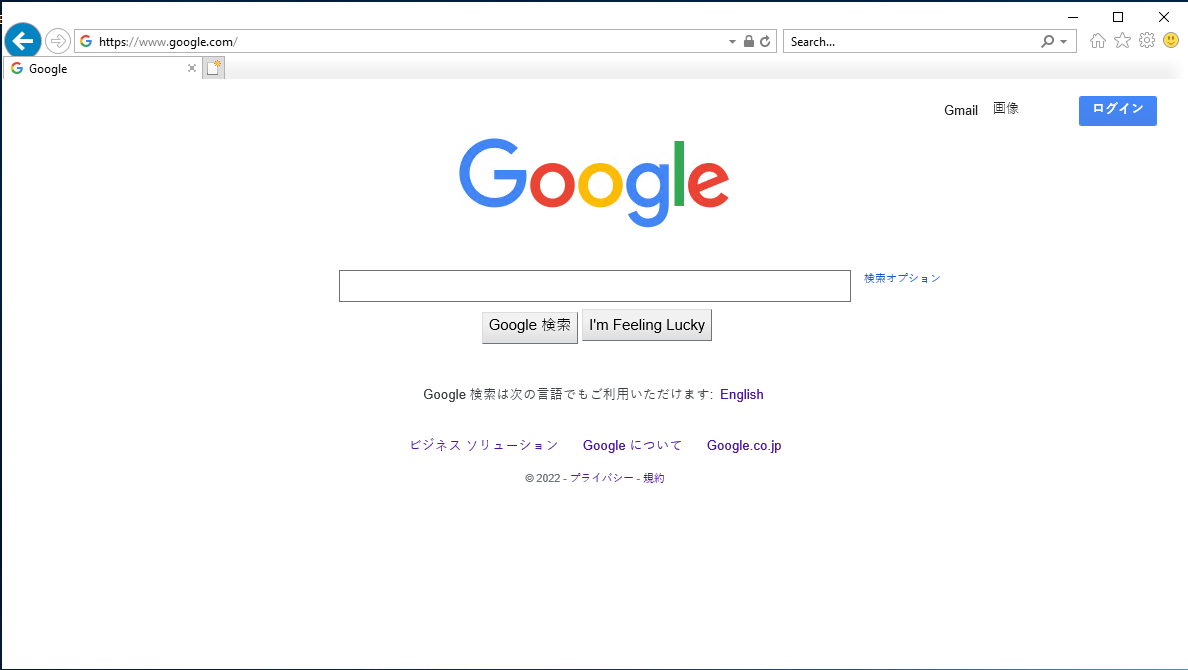 https://www.google.com/
Search...
Google
Gmail 画像 ログイン
Google
検索オプション
Google 検索 I'm Feeling Lucky
Google 検索は次の言語でもご利用いただけます: English
ビジネス ソリューション Google について Google.co.jp
© 2022 - プライバシー - 規約